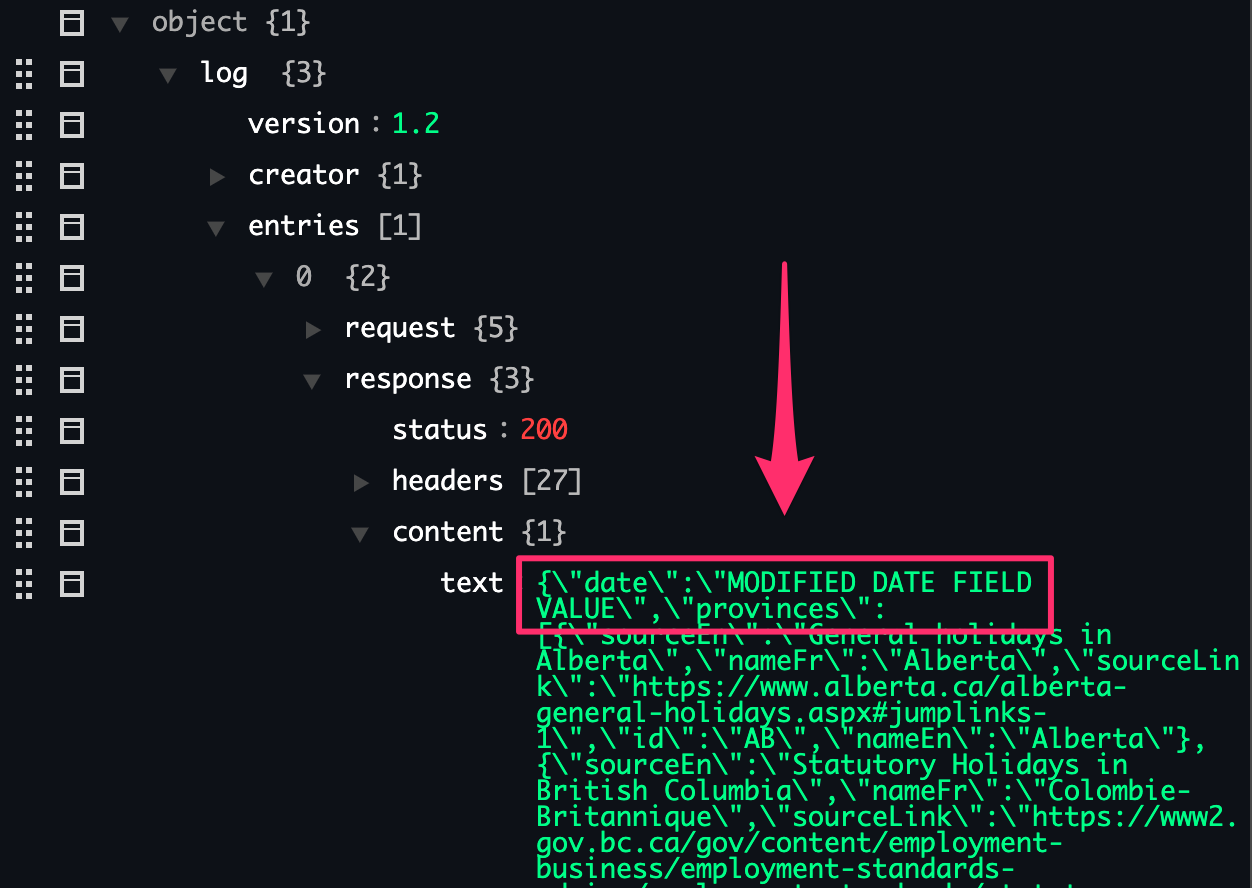 object {1}
log {3}
version : 1.2
creator {1}
entries [1]
0 {2}
request {5}
response {3}
status : 200
headers [27]
content {1}
text {\"date\":\"MODIFIED DATE FIELD
VALUE\",\"provinces\":
[{\"sourceEn\":\"General holidays in
Alberta\",\"nameFr\":\"Alberta\",\"sourceLin
k\":\"https://www.alberta.ca/alberta-
general-holidays.aspx#jumplinks-
1\",\"id\":\"AB\",\"nameEn\":\"Alberta\"},
{\"sourceEn\":\"Statutory Holidays in
British Columbia\",\"nameFr\":\"Colombie-
Britannique\",\"sourceLink\":\"https://www2.
gov.bc.ca/gov/content/employment-
business/employment-standards-